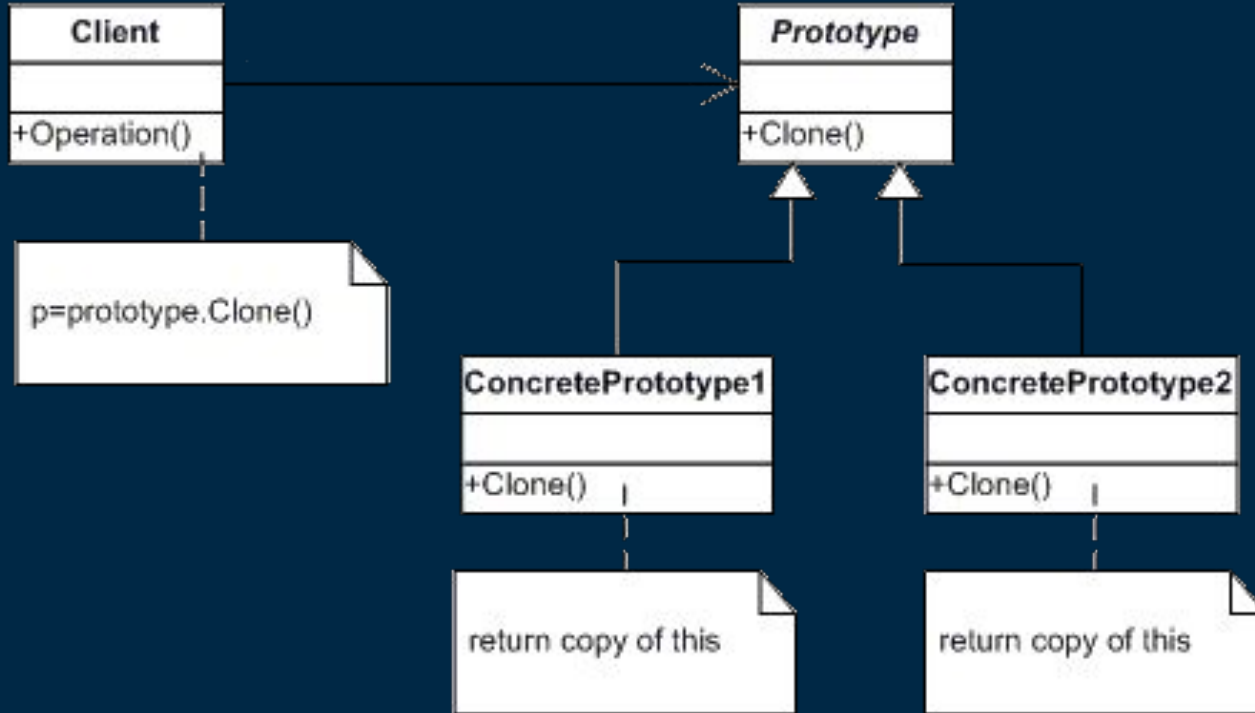 Client
Prototype
+Operation()
+Clone()
p=prototype.Clone()
ConcretePrototype1
ConcretePrototype2
+Clone()
+Clone()
return copy of this
return copy of this